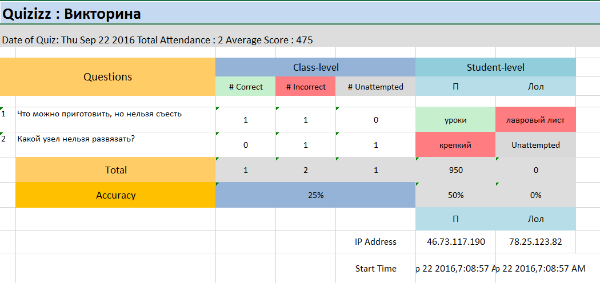 Quizizz : Викторина
Date of Quiz: Thu Sep 22 2016 Total Attendance : 2 Average Score : 475
Questions Class-level Student-level
# Correct # Incorrect # Unattempted П Лол
1 Что можно приготовить, но нельзя съесть 1 1 0 уроки лавровый лист
2 Какой узел нельзя развязать? 0 1 1 крепкий Unattempted
Total 1 2 1 950 0
Accuracy 25% 50% 0%
П Лол
IP Address 46.73.117.190 78.25.123.82
Start Time 22 2016,7:08:57 22 2016,7:08:57 AM